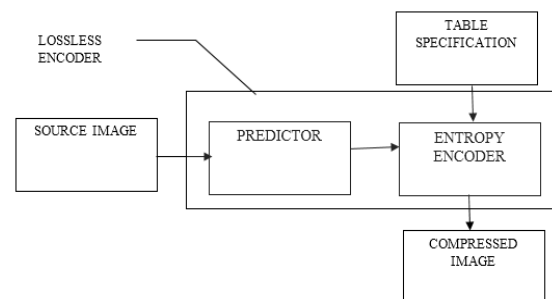 LOSSLESS
ENCODER
TABLE
SPECIFICATION
SOURCE IMAGE
PREDICTOR
ENTROPY
ENCODER
COMPRESSED
IMAGE